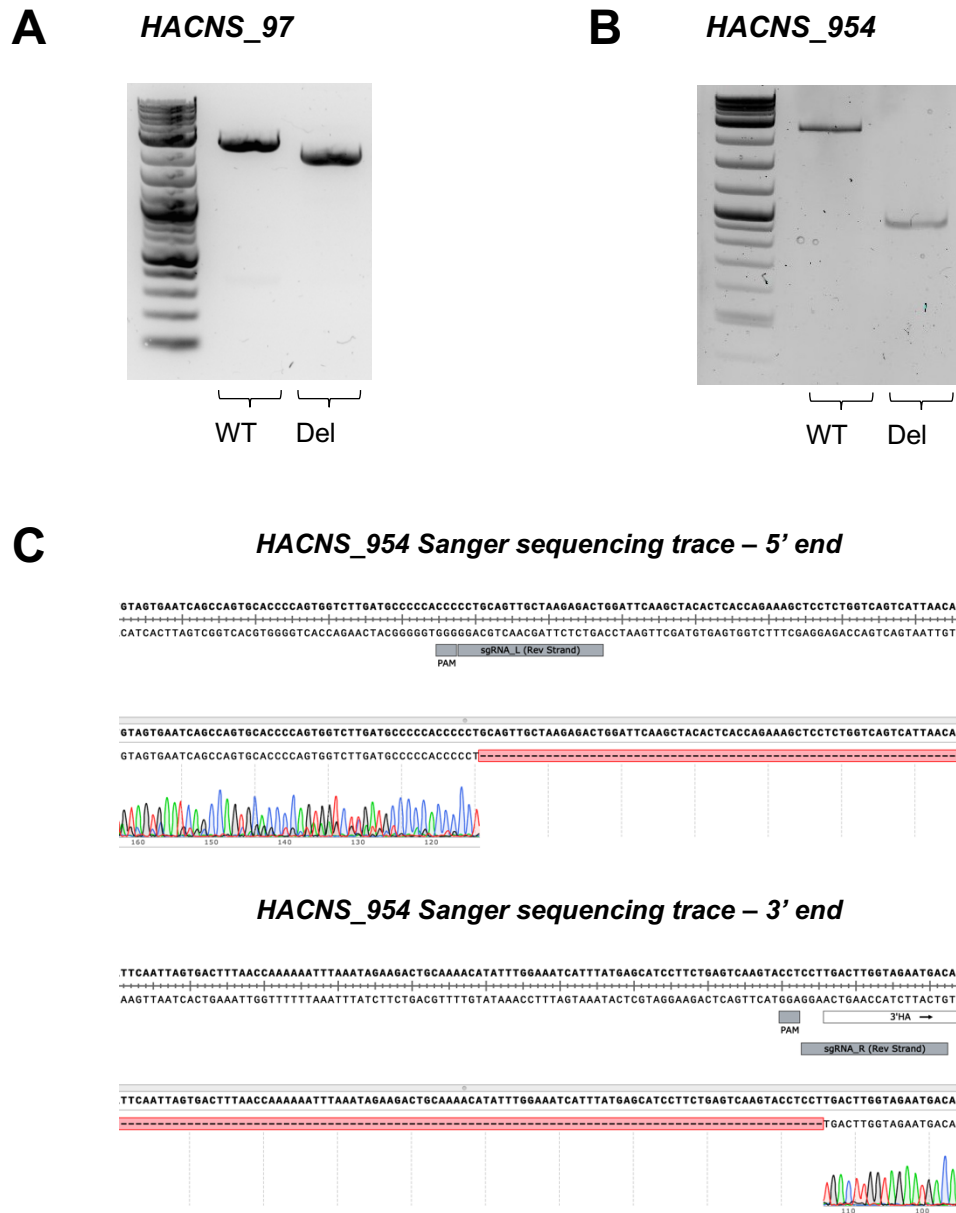 A HACNS_97 B HACNS_954
WT Del WT Del
C HACNS_954 Sanger sequencing trace – 5' end
GTAGTGAATCAGCCAGTGCACCCCAGTGGTCTTGATGCCCCCACCCCCTGCAGTTGCTAAGAGACTGGATTCAAGCTACACTCACCAGAAAGCTCCTCTGGTCAGTCATTAACA
CATCACTTAGTCGGTCACGTGGGGTCACCAGAACTACGGGGGTGGGGGACGTCAACGATTCTCTGACCTAAGTTCGATGTGAGTGGTCTTTCGAGGAGACCAGTCAGTAATTGT
sgRNA_L (Rev Strand)
PAM
GTAGTGAATCAGCCAGTGCACCCCAGTGGTCTTGATGCCCCCACCCCCTGCAGTTGCTAAGAGACTGGATTCAAGCTACACTCACCAGAAAGCTCCTCTGGTCAGTCATTAACA
GTAGTGAATCAGCCAGTGCACCCCAGTGGTCTTGATGCCCCCACCCCCT
160 150 140 130 120
HACNS_954 Sanger sequencing trace – 3' end
TTCAATTAGTGACTTTAACCAAAAAATTTAAATAGAAGACTGCAAAACATATTTGGAAATCATTTATGAGCATCCTTCTGAGTCAAGTACCTCCTTGACTTGGTAGAATGACA
AAGTTAATCACTGAAATTGGTTTTTTAAATTTATCTTCTGACGTTTTGTATAAACCTTTAGTAAATACTCGTAGGAAGACTCAGTTCATGGAGGAACTGAACCATCTTACTGT
3'HA →
PAM
sgRNA_R (Rev Strand)
TTCAATTAGTGACTTTAACCAAAAAATTTAAATAGAAGACTGCAAAACATATTTGGAAATCATTTATGAGCATCCTTCTGAGTCAAGTACCTCCTTGACTTGGTAGAATGACA
TGACTTGGTAGAATGACA
110 100